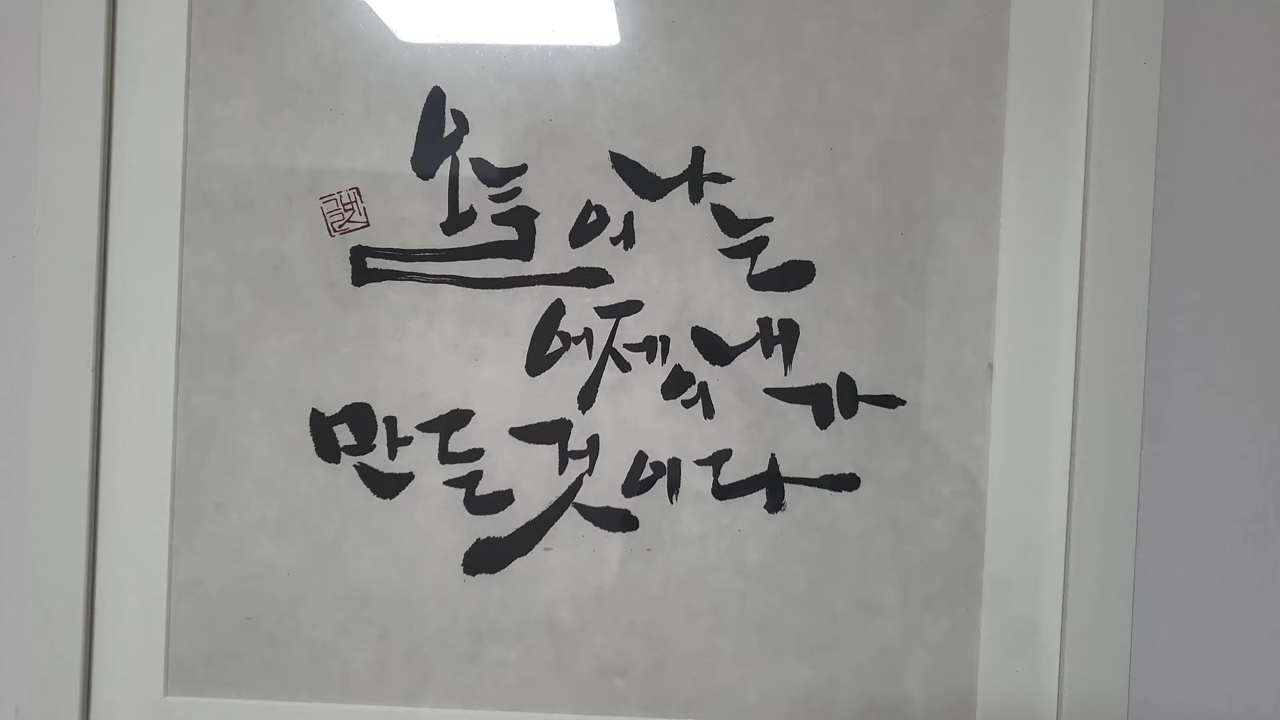 오늘의 나는
어제의 내가
만든 것이다